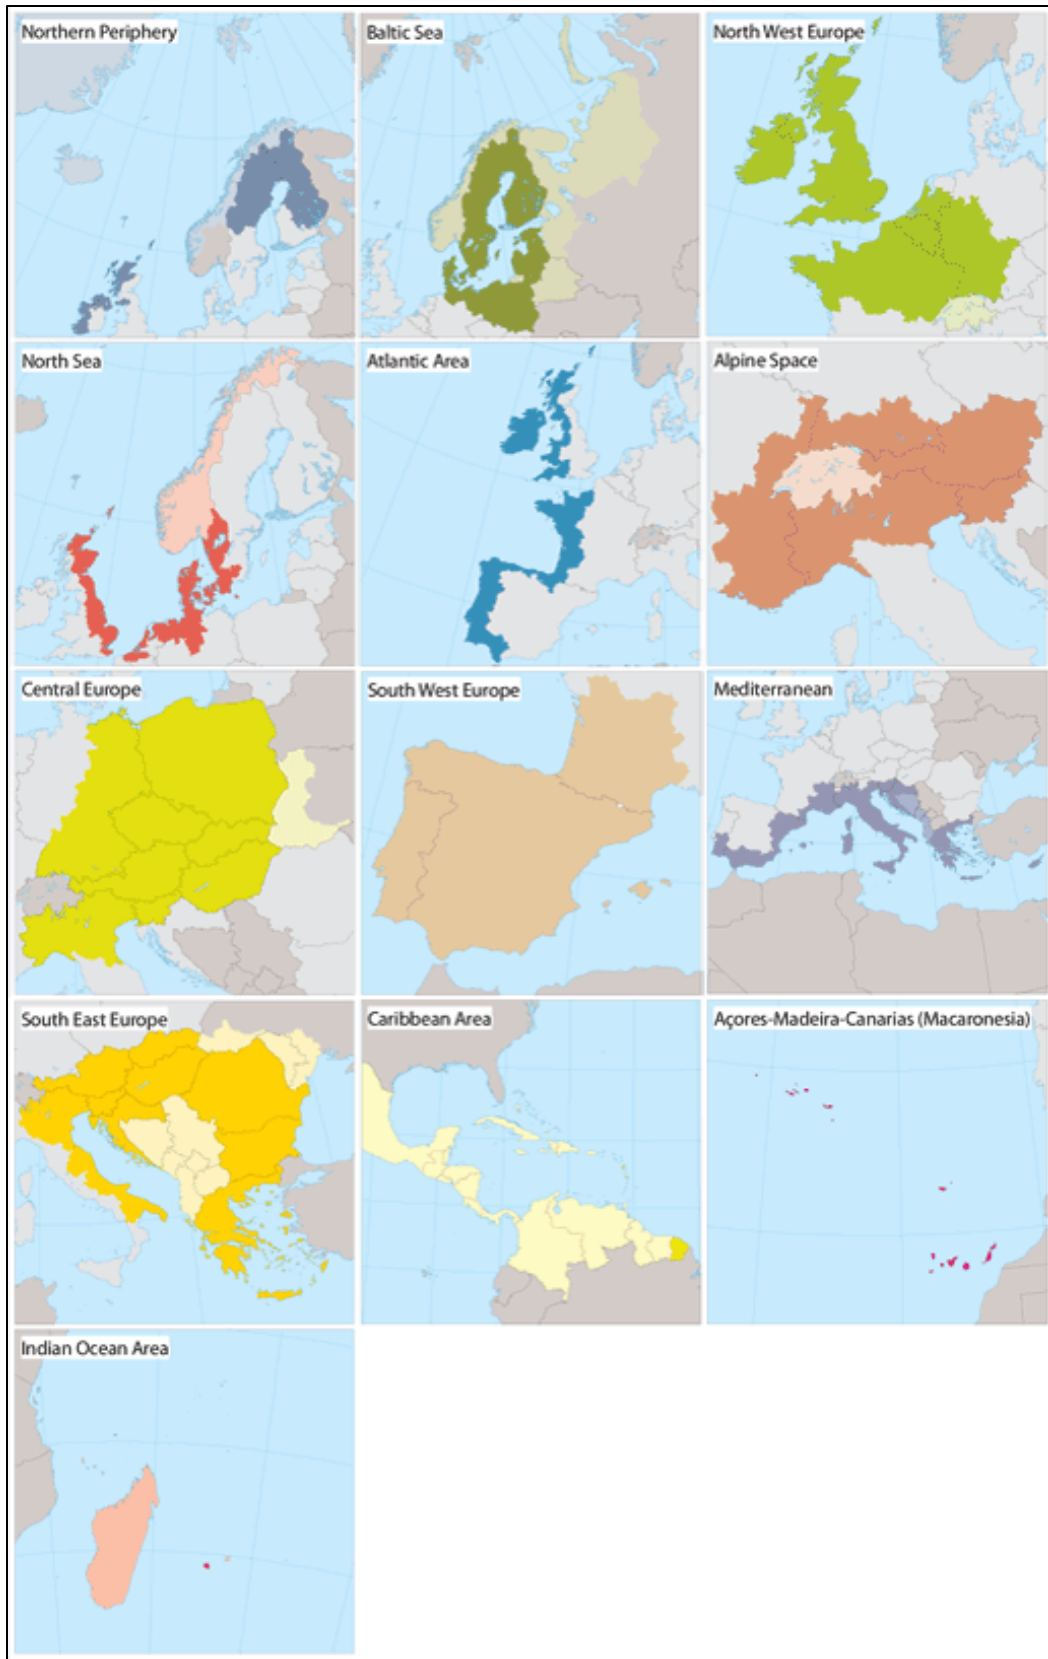 Northern Periphery
Baltic Sea
North West Europe
North Sea
Atlantic Area
Alpine Space
Central Europe
South West Europe
Mediterranean
South East Europe
Caribbean Area
Açores-Madeira-Canarias (Macaronesia)
Indian Ocean Area